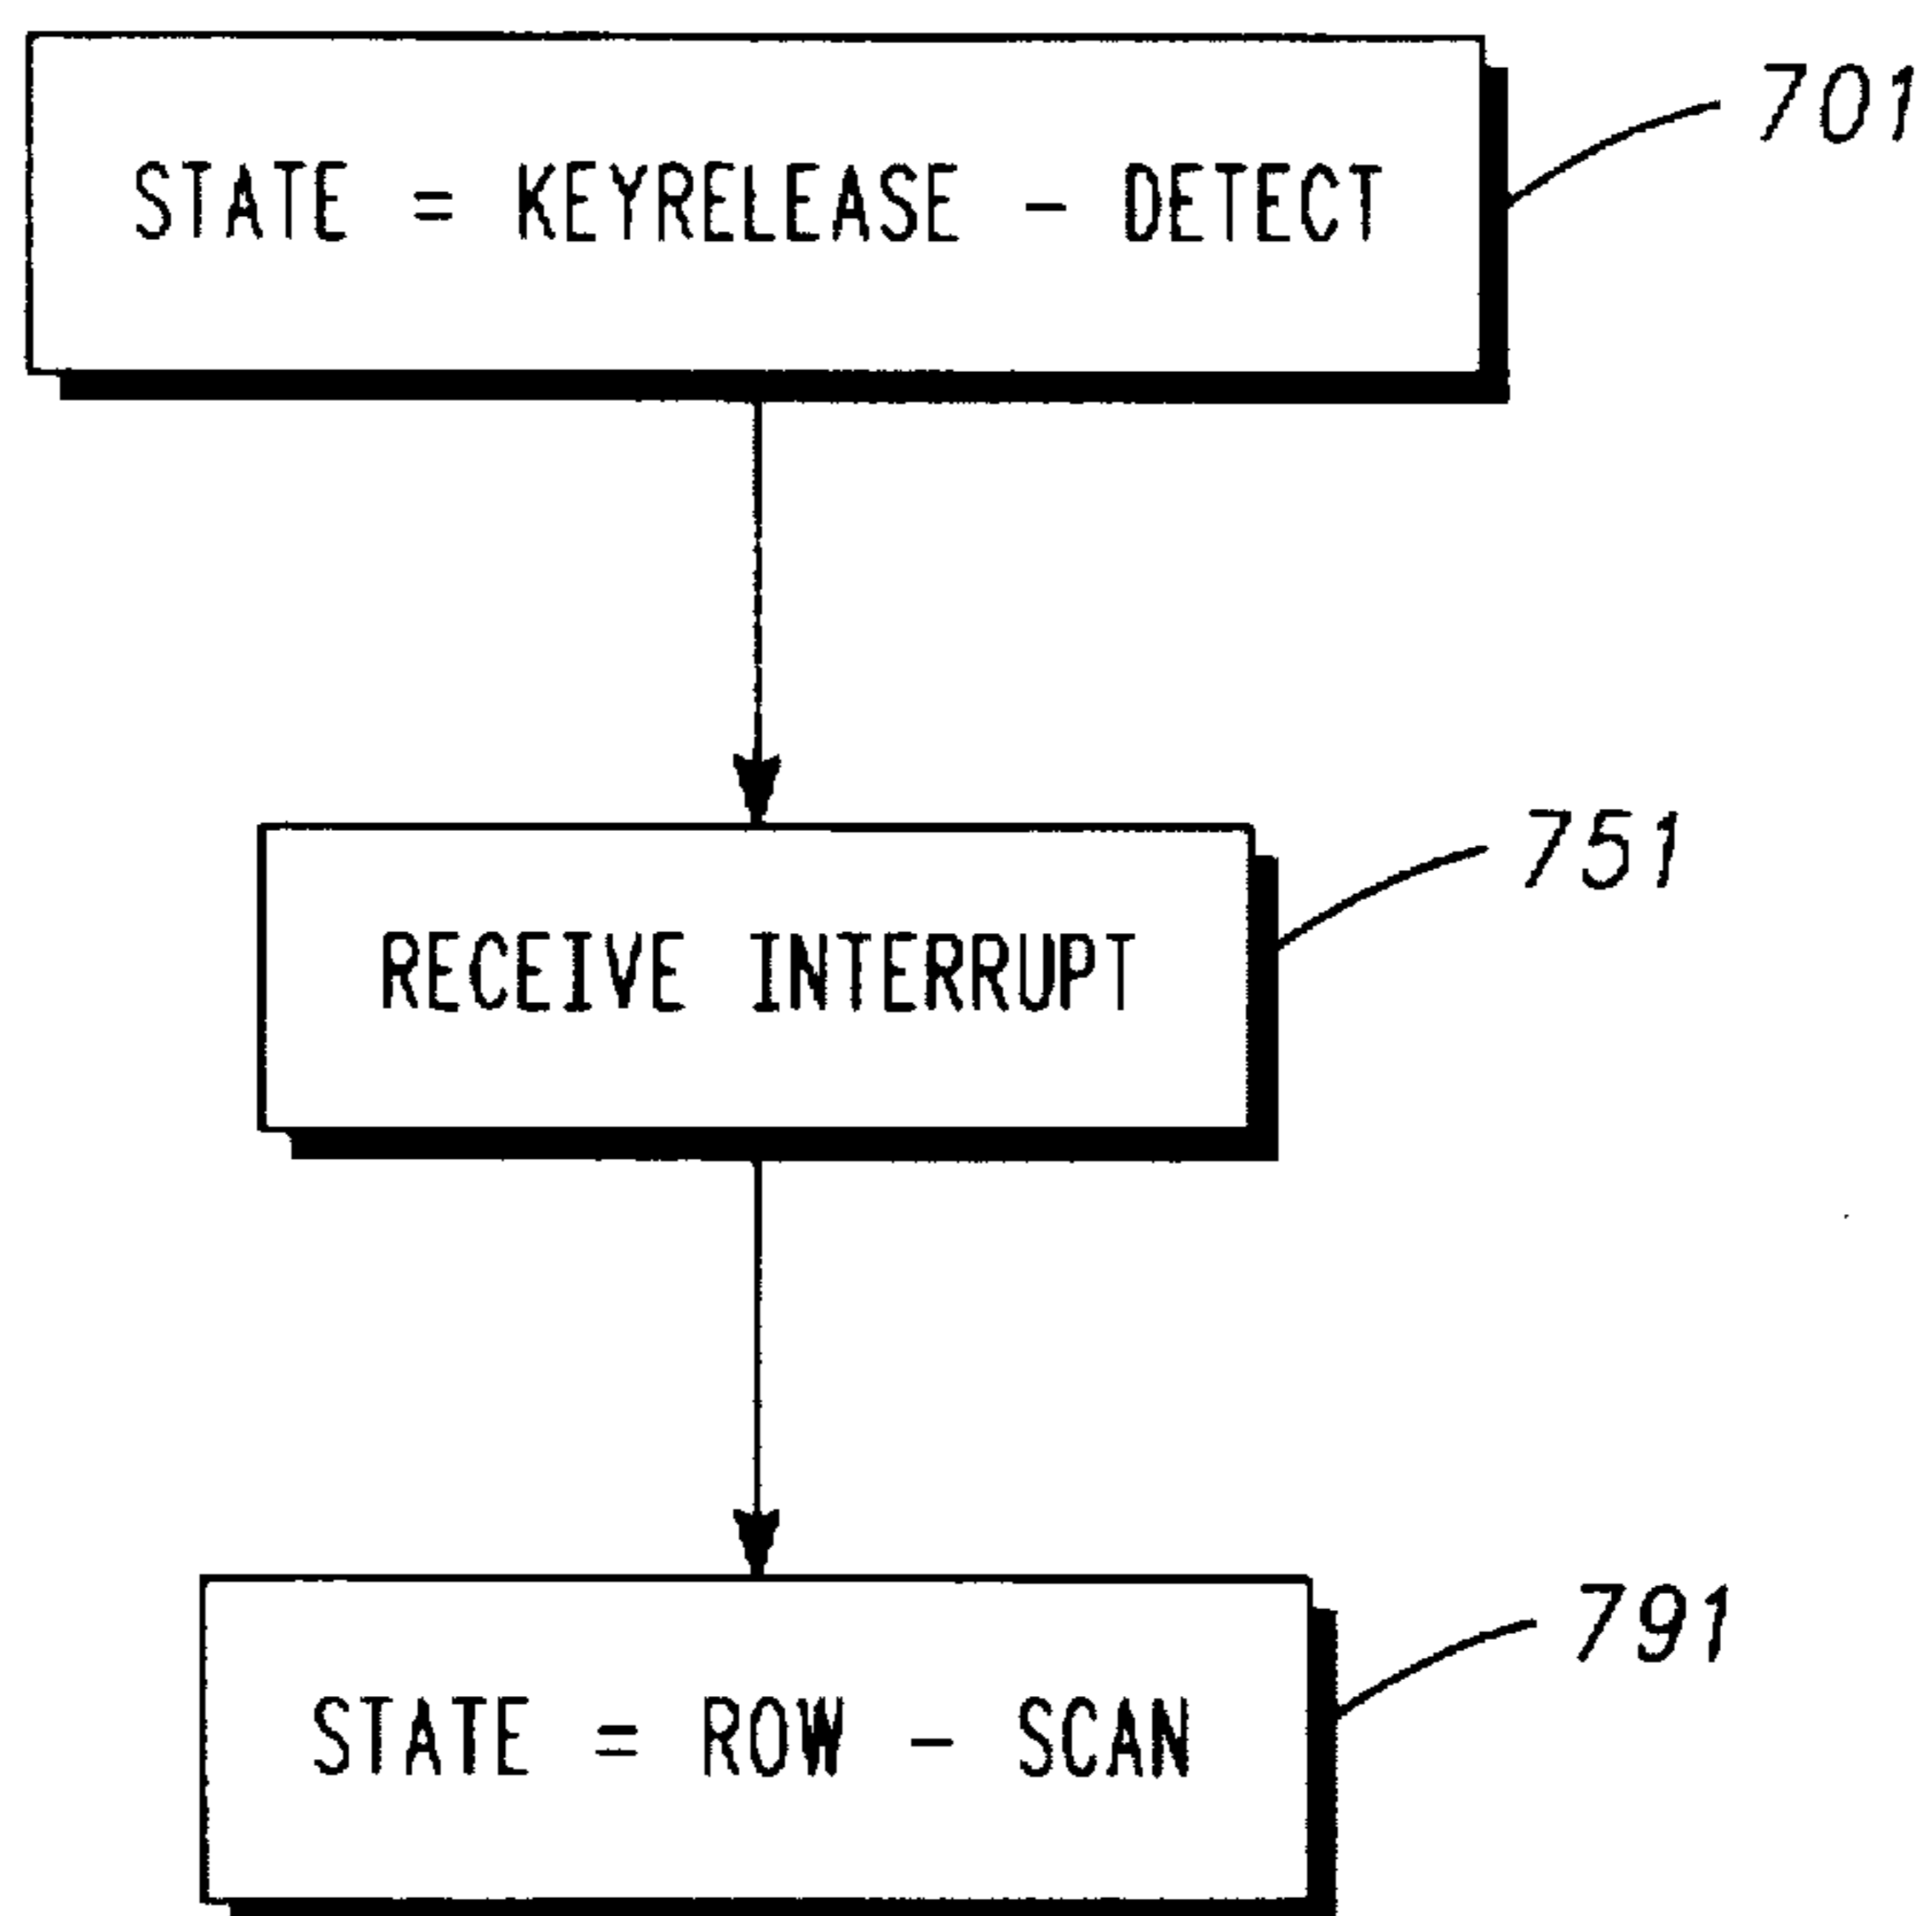 701
STATE = KEYRELEASE - DETECT
751
RECEIVE INTERRUPT
791
STATE = ROW - SCAN